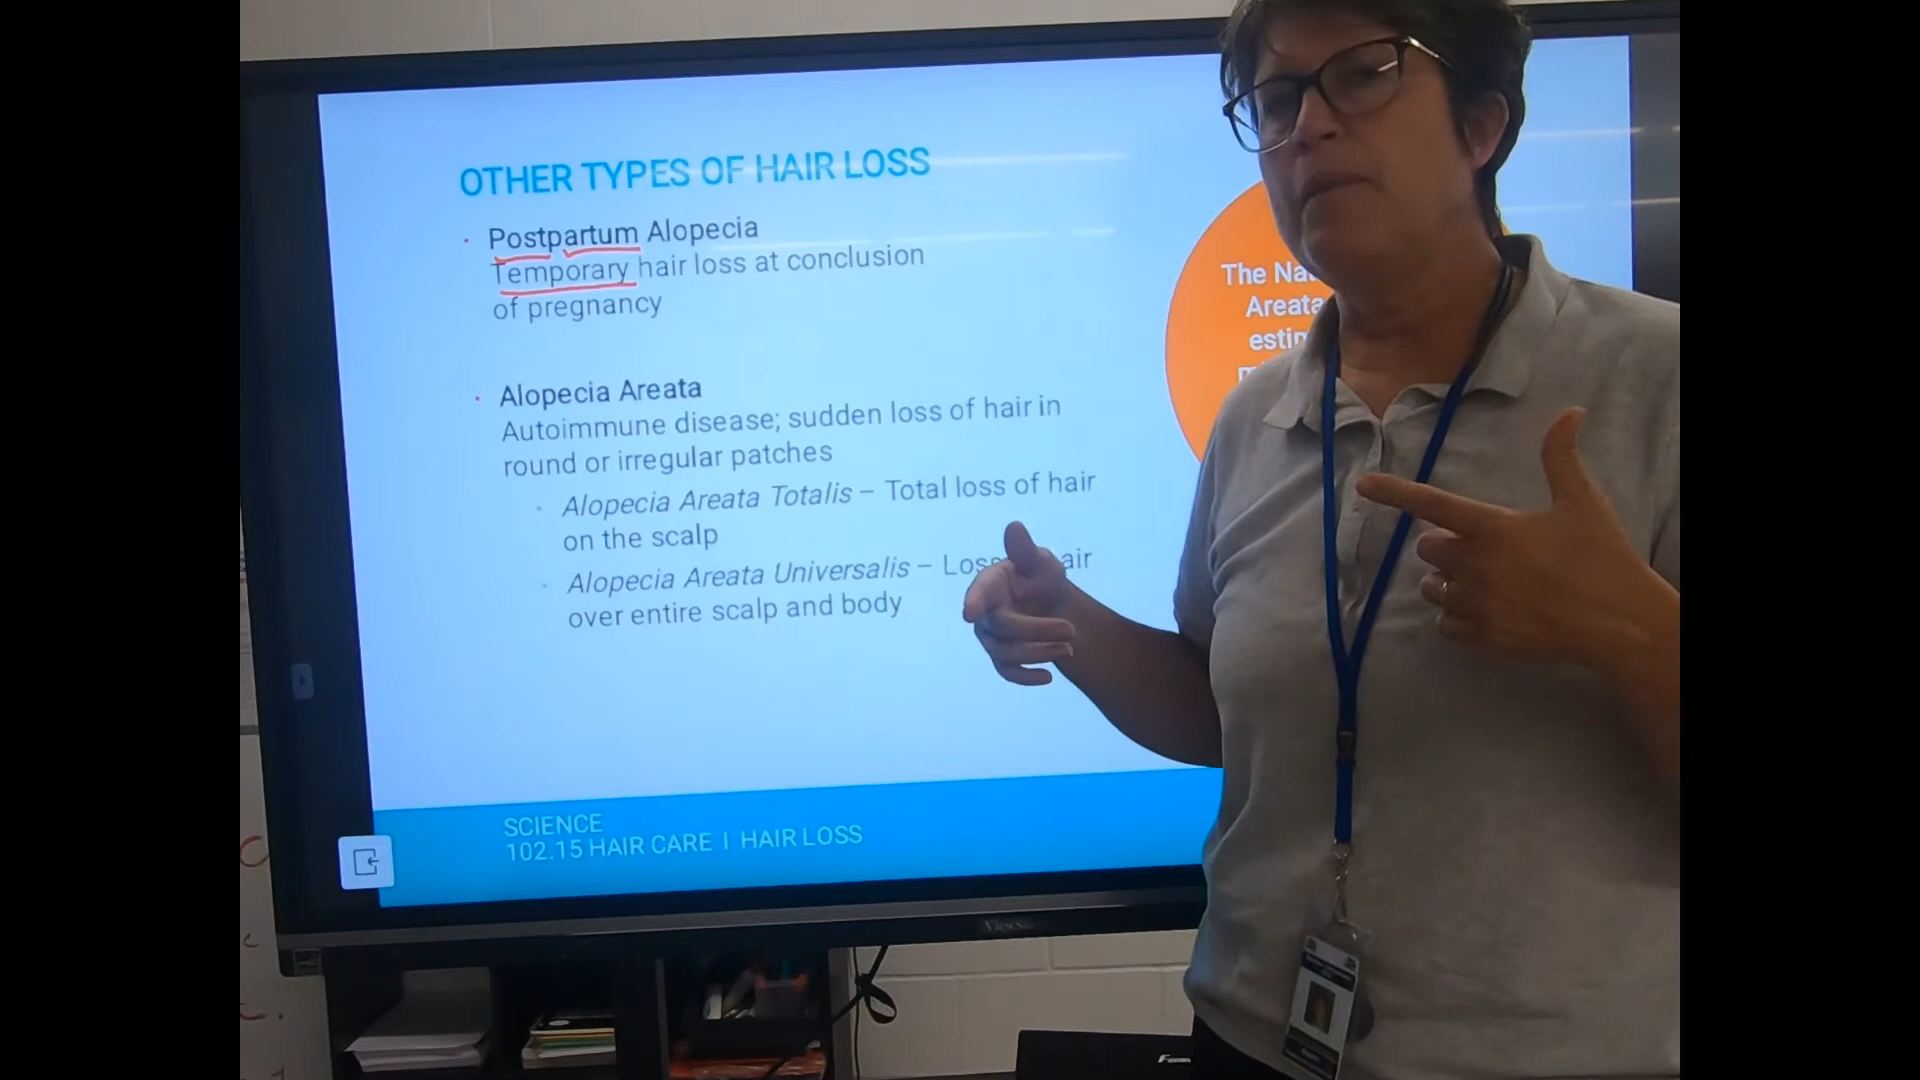 OTHER TYPES OF HAIR LOSS
Postpartum Alopecia
Temporary hair loss at conclusion
of pregnancy
Alopecia Areata
Autoimmune disease; sudden loss of hair in
round or irregular patches
Alopecia Areata Totalis – Total loss of hair
on the scalp
Alopecia Areata Universalis –
over entire scalp and body
The
Areata
SCIENCE
102.15 HAIR CARE I HAIR LOSS